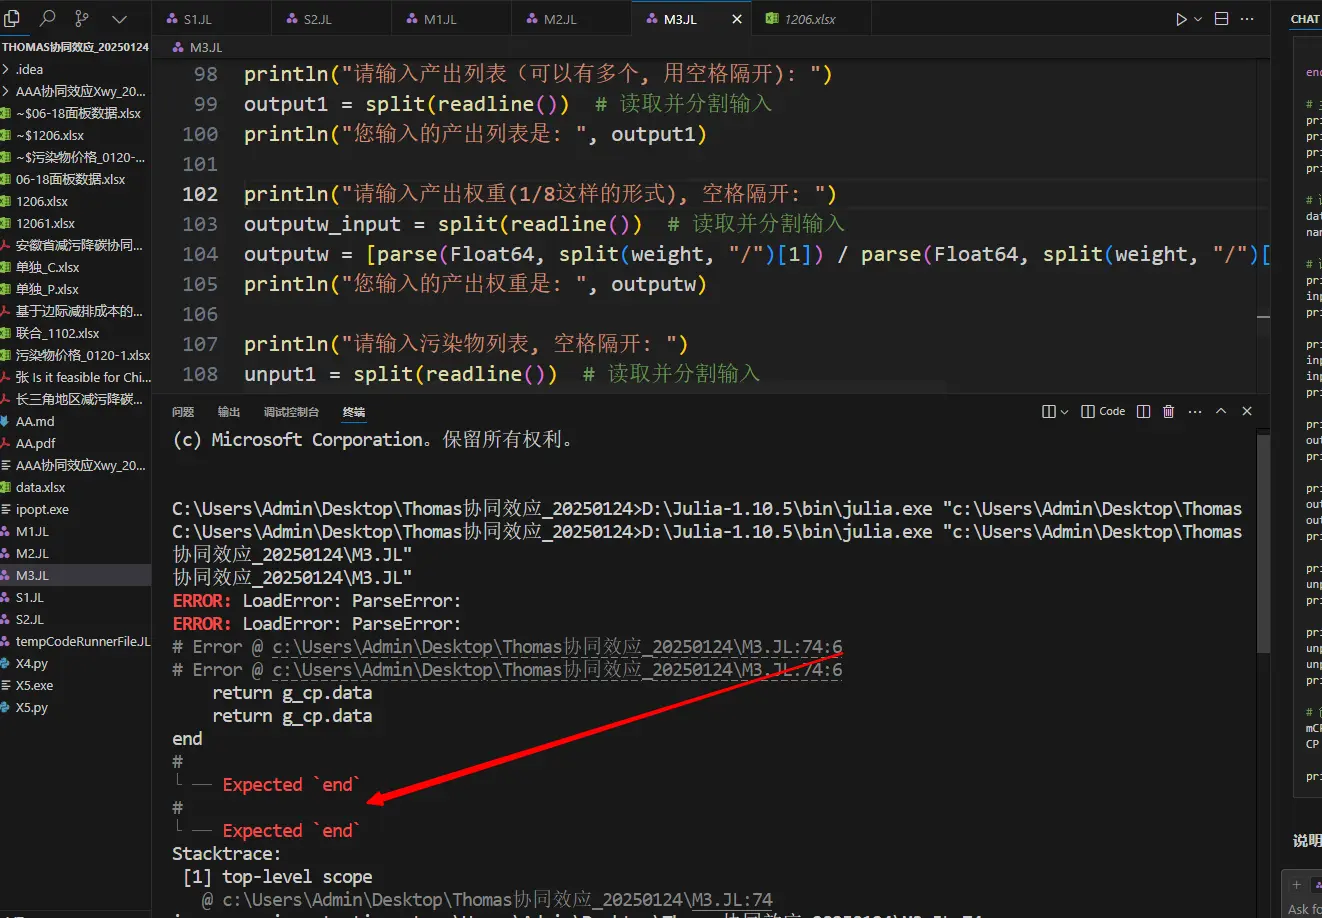 S1.JL
S2.JL
M1.JL
M2.JL
M3.JL
1206.xlsx
CHAT
THOMAS协同效应_20250124
M3.JL
.idea
AAA协同效应Xwy_20...
~$06-18面板数据.xlsx
~$1206.xlsx
~$污染物价格_0120-...
06-18面板数据.xlsx
1206.xlsx
12061.xlsx
安徽省减污降碳协同...
单独_C.xlsx
单独_P.xlsx
基于边际减排成本的...
联合_1102.xlsx
污染物价格_0120-1.xlsx
张 Is it feasible for Chi...
长三角地区减污降碳...
AA.md
AA.pdf
AAA协同效应Xwy_20...
data.xlsx
ipopt.exe
M1.JL
M2.JL
M3.JL
S1.JL
S2.JL
tempCodeRunnerFile.JL
X4.py
X5.exe
X5.py
98 println("请输入产出列表（可以有多个, 用空格隔开): ")
99 output1 = split(readline()) # 读取并分割输入
100 println("您输入的产出列表是: ", output1)
101
102 println("请输入产出权重(1/8这样的形式), 空格隔开: ")
103 outputw_input = split(readline()) # 读取并分割输入
104 outputw = [parse(Float64, split(weight, "/")[1]) / parse(Float64, split(weight, "/")[
105 println("您输入的产出权重是: ", outputw)
106
107 println("请输入污染物列表, 空格隔开: ")
108 unput1 = split(readline()) # 读取并分割输入
问题 输出 调试控制台 终端
Code
(c) Microsoft Corporation。保留所有权利。
C:\Users\Admin\Desktop\Thomas协同效应_20250124>D:\Julia-1.10.5\bin\julia.exe "c:\Users\Admin\Desktop\Thomas
C:\Users\Admin\Desktop\Thomas协同效应_20250124>D:\Julia-1.10.5\bin\julia.exe "c:\Users\Admin\Desktop\Thomas
协同效应_20250124\M3.JL"
协同效应_20250124\M3.JL"
ERROR: LoadError: ParseError:
ERROR: LoadError: ParseError:
# Error @ c:\Users\Admin\Desktop\Thomas协同效应_20250124\M3.JL:74:6
# Error @ c:\Users\Admin\Desktop\Thomas协同效应_20250124\M3.JL:74:6
return g_cp.data
return g_cp.data
end
#
└ ── Expected `end`
#
└ ── Expected `end`
Stacktrace:
[1] top-level scope
@ c:\Users\Admin\Desktop\Thomas协同效应_20250124\M3.JL:74
说明